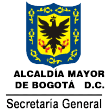 ALCALDÍA MAYOR
DE BOGOTÁ D.C.
Secretaría General